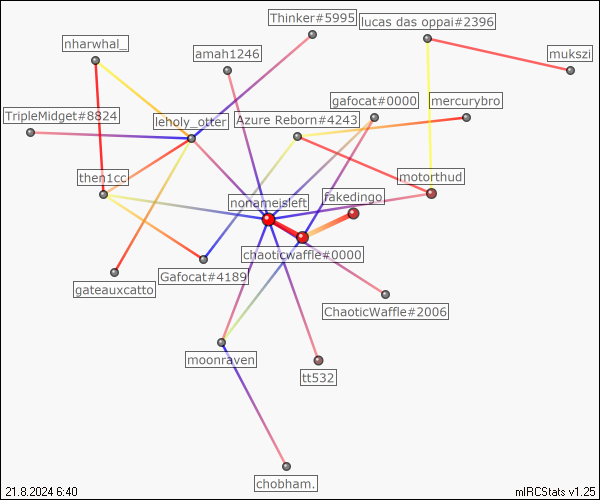 Thinker#5995
lucas das oppai#2396
nharwhal_
amah1246
mukszi
gafocat#0000
mercurybro
TripleMidget#8824
leholy_otter
Azure Reborn#4243
then1cc
motorthud
fakedingo
nonameisleft
chaoticwaffle#0000
Gafocat#4189
gateauxcatto
ChaoticWaffle#2006
moonraven
tt532
chobham.
21.8.2024 6:40
mIRCStats v1.25